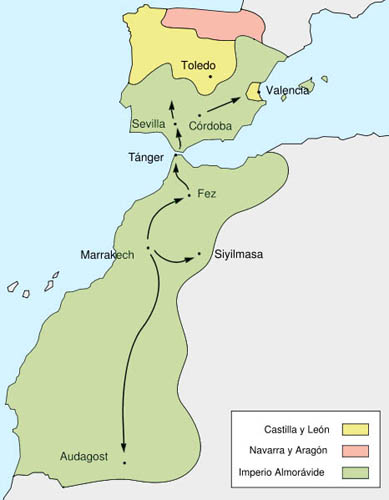 Toledo
Valencia
Sevilla
Córdoba
Tánger
Fez
Marrakech
Siyilmasa
Audagost
Castilla y León
Navarra y Aragón
Imperio Almorávide